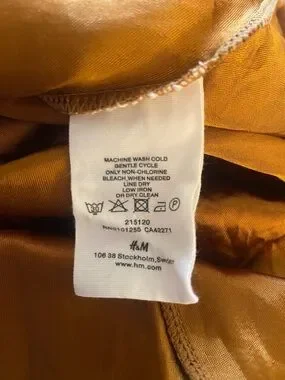 MACHINE WASH COLD
GENTLE CYCLE
ONLY NON-CHLORINE
BLEACH WHEN NEEDED
LINE DRY
LOW IRON
OR DRY CLEAN
P
215120
CA42271
H&M
106 38 Stockholm,
www.hm.com